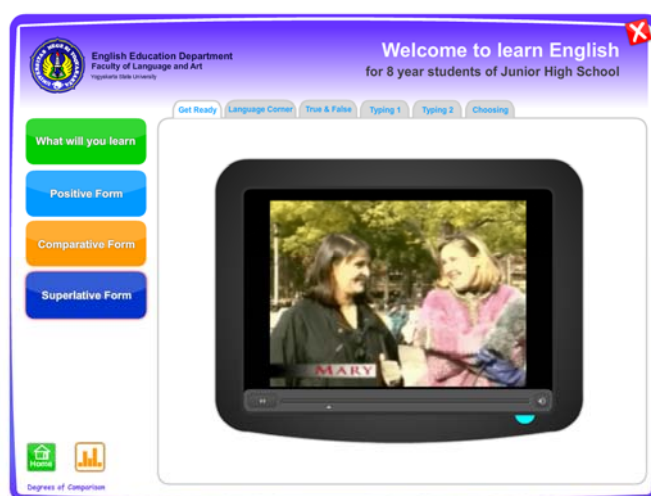 English Education Department
Faculty of Language and Art
Yogyakarta State University
Welcome to learn English
for 8 year students of Junior High School
X
Get Ready
Language Corner
True & False
Typing 1
Typing 2
Choosing
What will you learn
Positive Form
Comparative Form
Superlative Form
MARY
Home
Degrees of Comparison